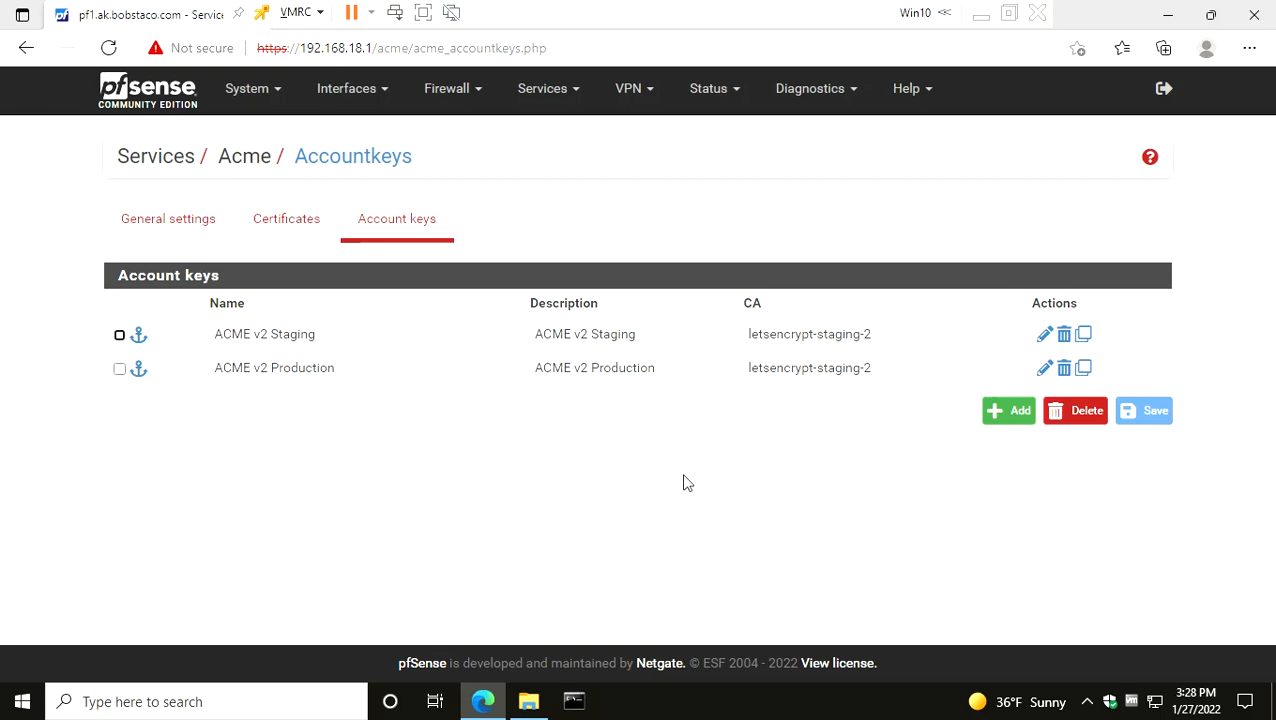 pf1.ak.bobstaco.com - Servic
VMRC
Win10
Not secure
https://192.168.18.1/acme/acme_accountkeys.php
pfsense
COMMUNITY EDITION
System
Interfaces
Firewall
Services
VPN
Status
Diagnostics
Help
Services / Acme / Accountkeys
General settings
Certificates
Account keys
Account keys
Name Description CA Actions
ACME v2 Staging ACME v2 Staging letsencrypt-staging-2
ACME v2 Production ACME v2 Production letsencrypt-staging-2
Add
Delete
Save
pfSense is developed and maintained by Netgate. © ESF 2004 - 2022 View license.
Type here to search
36°F Sunny
3:28 PM
1/27/2022